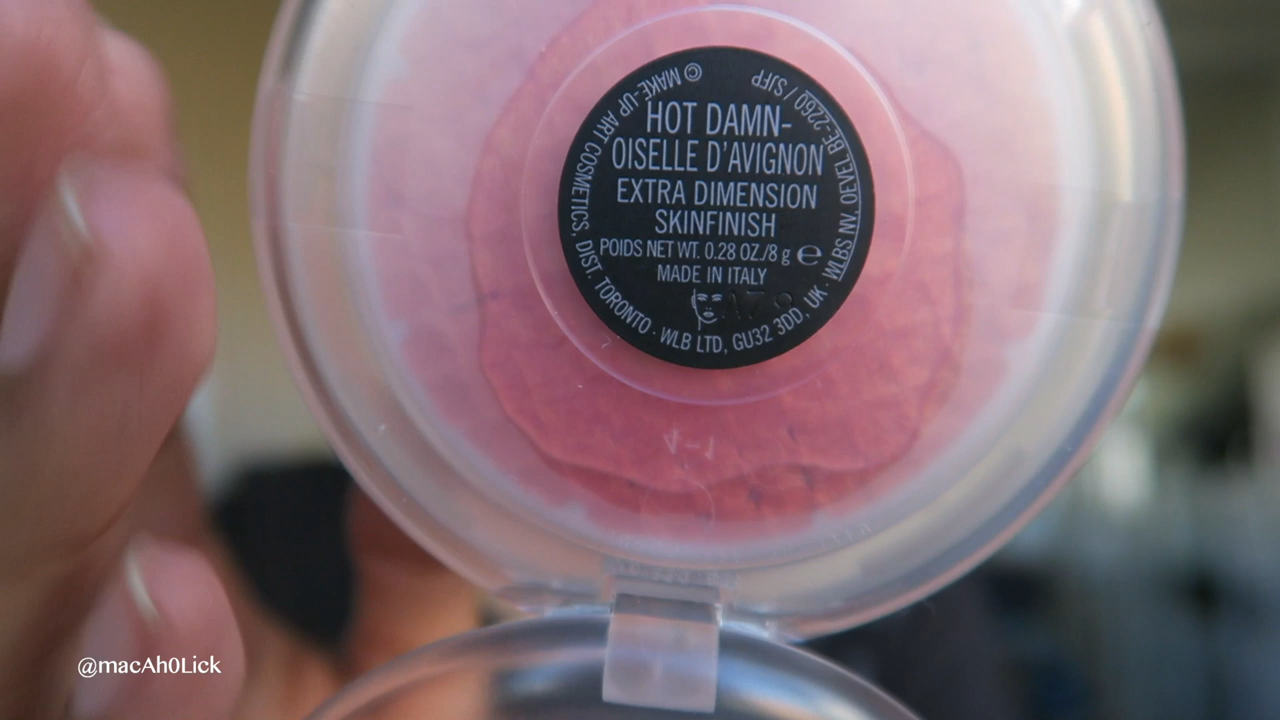 HOT DAMN-
OISELLE D'AVIGNON
EXTRA DIMENSION
SKINFINISH
POIDS NET WT. 0.28 OZ./8 g ℮
MADE IN ITALY
© MAKE-UP ART COSMETICS, DIST. TORONTO · WLB LTD, GU32 3DD, UK · WLBS NV, OEVEL BE-2260 / SJFP
@macAh0Lick